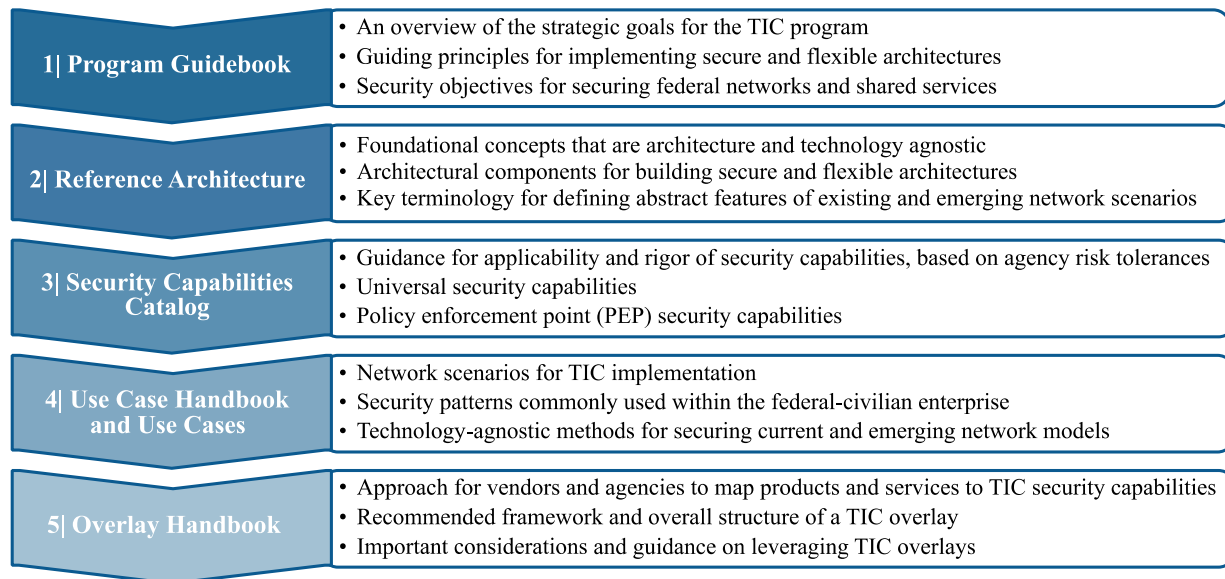 1| Program Guidebook
• An overview of the strategic goals for the TIC program
• Guiding principles for implementing secure and flexible architectures
• Security objectives for securing federal networks and shared services
2| Reference Architecture
• Foundational concepts that are architecture and technology agnostic
• Architectural components for building secure and flexible architectures
• Key terminology for defining abstract features of existing and emerging network scenarios
3| Security Capabilities
Catalog
• Guidance for applicability and rigor of security capabilities, based on agency risk tolerances
• Universal security capabilities
• Policy enforcement point (PEP) security capabilities
4| Use Case Handbook
and Use Cases
• Network scenarios for TIC implementation
• Security patterns commonly used within the federal-civilian enterprise
• Technology-agnostic methods for securing current and emerging network models
5| Overlay Handbook
• Approach for vendors and agencies to map products and services to TIC security capabilities
• Recommended framework and overall structure of a TIC overlay
• Important considerations and guidance on leveraging TIC overlays